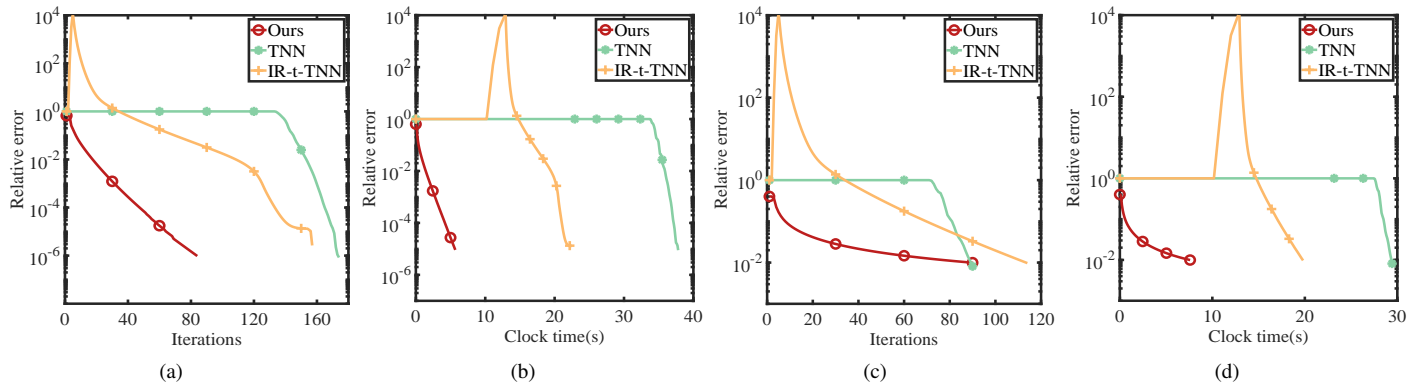 10^4
10^2
10^0
10^-2
10^-4
10^-6
Relative error
0
40
80
120
160
Iterations
Ours
TNN
IR-t-TNN
(a)
10^4
10^2
10^0
10^-2
10^-4
10^-6
Relative error
0
10
20
30
40
Clock time(s)
Ours
TNN
IR-t-TNN
(b)
10^4
10^2
10^0
10^-2
Relative error
0
20
40
60
80
100
120
Iterations
Ours
TNN
IR-t-TNN
(c)
10^4
10^2
10^0
10^-2
Relative error
0
10
20
30
Clock time(s)
Ours
TNN
IR-t-TNN
(d)